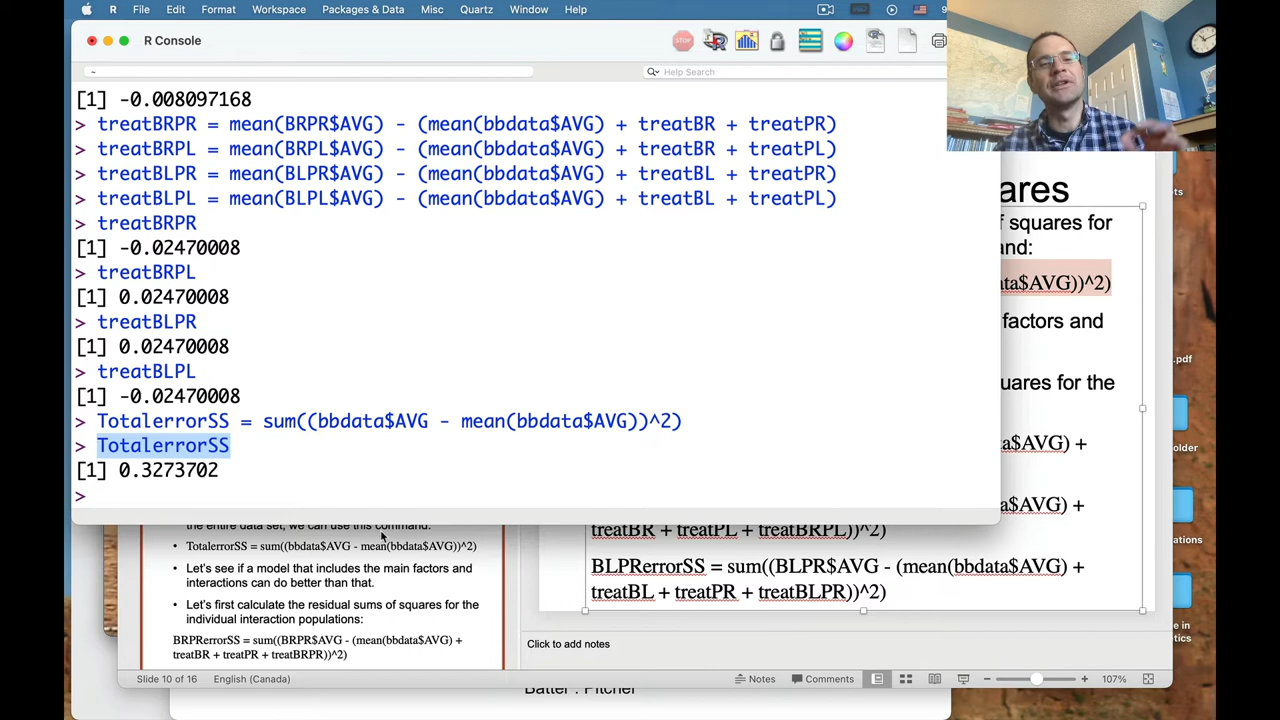 R File Edit Format Workspace Packages & Data Misc Quartz Window Help
R Console
STOP
~
Help Search
[1] -0.008097168
> treatBRPR = mean(BRPR$AVG) - (mean(bbdata$AVG) + treatBR + treatPR)
> treatBRPL = mean(BRPL$AVG) - (mean(bbdata$AVG) + treatBR + treatPL)
> treatBLPR = mean(BLPR$AVG) - (mean(bbdata$AVG) + treatBL + treatPR)
> treatBLPL = mean(BLPL$AVG) - (mean(bbdata$AVG) + treatBL + treatPL)
> treatBRPR
[1] -0.02470008
> treatBRPL
[1] 0.02470008
> treatBLPR
[1] 0.02470008
> treatBLPL
[1] -0.02470008
> TotalerrorSS = sum((bbdata$AVG - mean(bbdata$AVG))^2)
> TotalerrorSS
[1] 0.3273702
>
ares
f squares for
and:
ata$AVG))^2)
factors and
uares for the
ta$AVG) +
ta$AVG) +
treatBR + treatPL + treatBRPL))^2)
BLPRerrorSS = sum((BLPR$AVG - (mean(bbdata$AVG) +
treatBL + treatPR + treatBLPR))^2)
.pdf
older
ations
e in
tics
the entire data set, we can use this command:
• TotalerrorSS = sum((bbdata$AVG - mean(bbdata$AVG))^2)
• Let's see if a model that includes the main factors and
interactions can do better than that.
• Let's first calculate the residual sums of squares for the
individual interaction populations:
BRPRerrorSS = sum((BRPR$AVG - (mean(bbdata$AVG) +
treatBR + treatPR + treatBRPR))^2)
Click to add notes
Slide 10 of 16 English (Canada) Notes Comments 107%
Batter : Pitcher